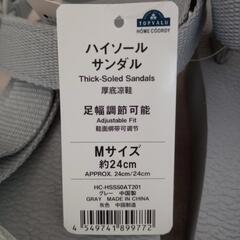 TOPVALU
HOME COORDY
ハイソール
サンダル
Thick-Soled Sandals
厚底凉鞋
足幅調節可能
Adjustable Fit
鞋面绑带可调节
Mサイズ
約24cm
APPROX. 24cm/24cm
HC-HSS50AT201
グレー 中国製
GRAY MADE IN CHINA
灰色 中国制造
4 549741 899772